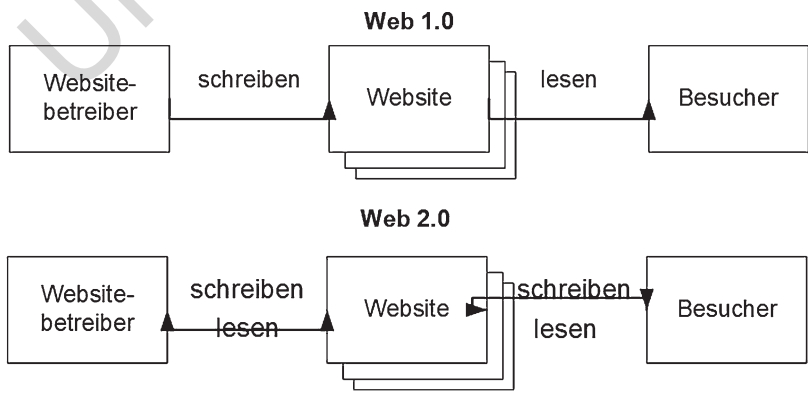 Web 1.0
Website-
betreiber
schreiben
Website
lesen
Besucher
Web 2.0
Website-
betreiber
schreiben
lesen
Website
schreiben
lesen
Besucher